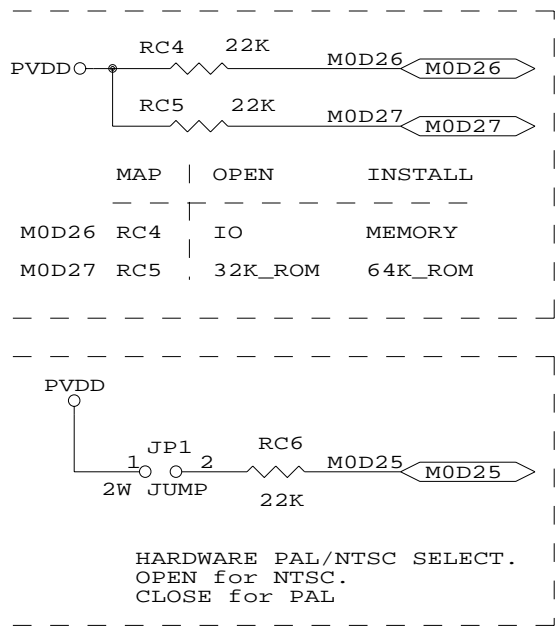 RC4 22K
PVDD M0D26 M0D26
RC5 22K
M0D27 M0D27
MAP OPEN INSTALL
M0D26 RC4 IO MEMORY
M0D27 RC5 32K_ROM 64K_ROM
PVDD
JP1 RC6
1 2 M0D25 M0D25
2W JUMP 22K
HARDWARE PAL/NTSC SELECT.
OPEN for NTSC.
CLOSE for PAL